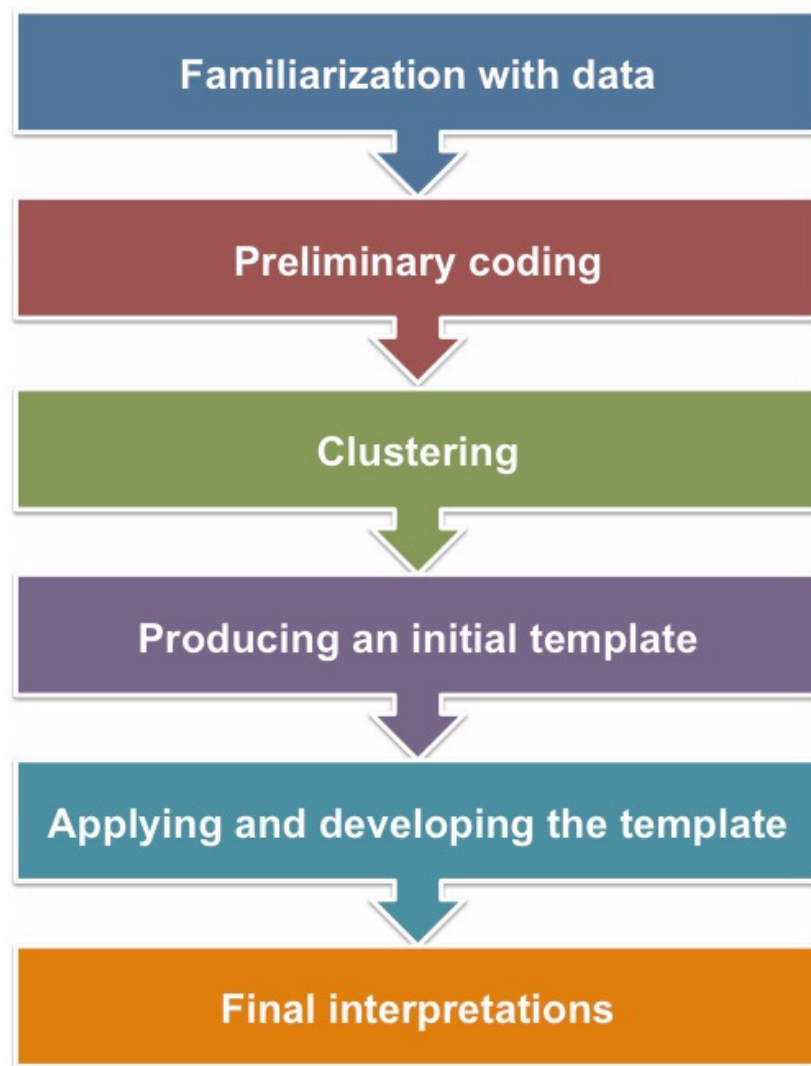 Familiarization with data
Preliminary coding
Clustering
Producing an initial template
Applying and developing the template
Final interpretations